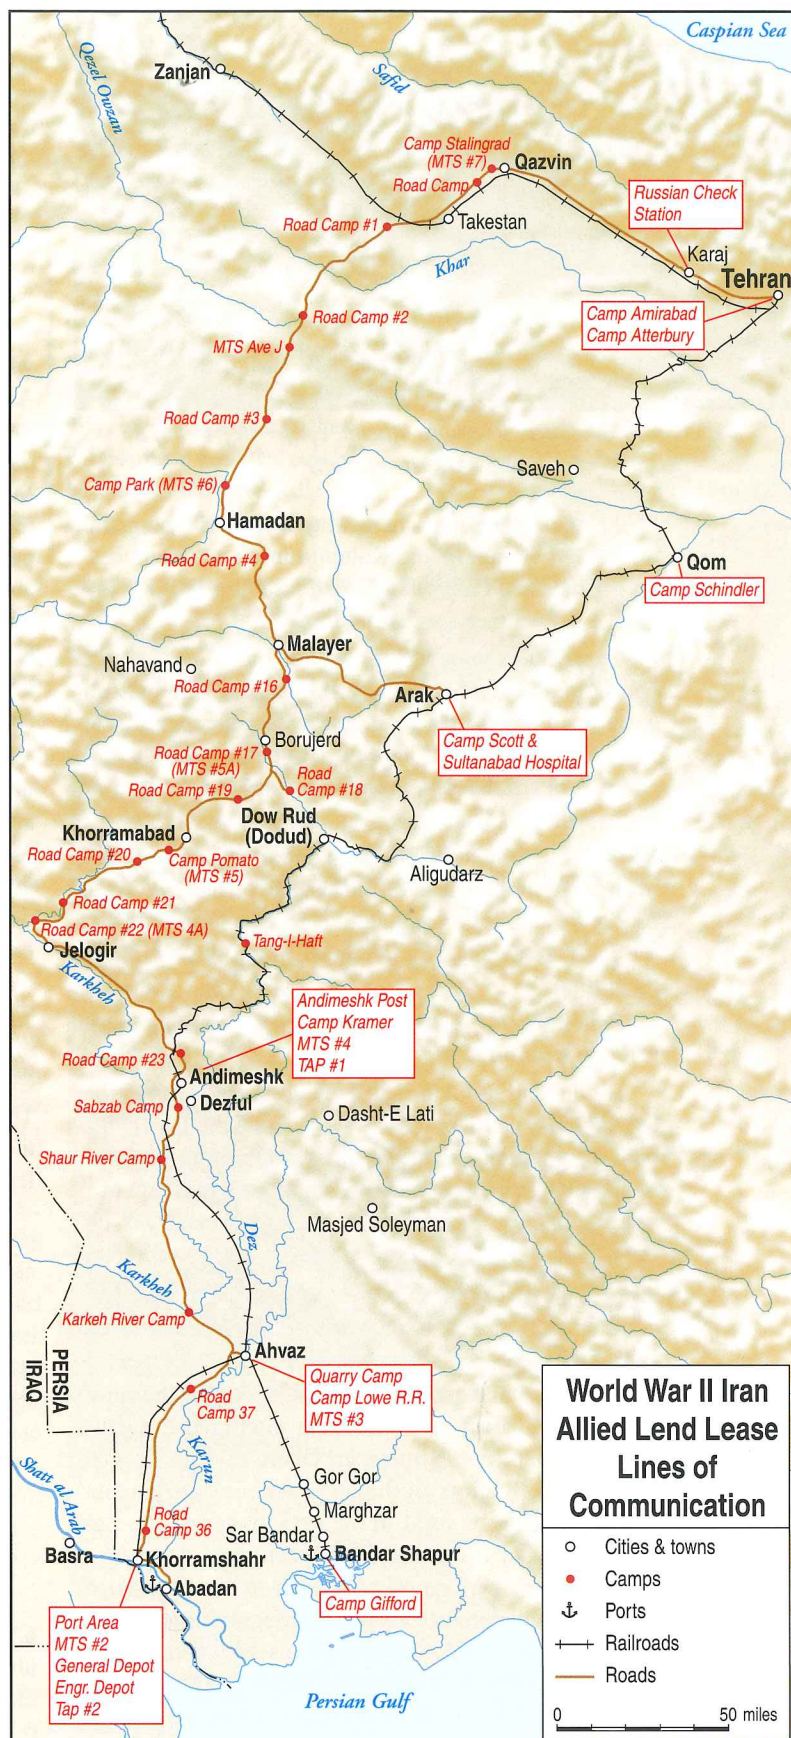 Caspian Sea
Zanjan
Qezel Owzan
Safid
Camp Stalingrad
(MTS #7)
Qazvin
Road Camp
Russian Check
Station
Takestan
Road Camp #1
Karaj
Khar
Tehran
Camp Amirabad
Camp Atterbury
Road Camp #2
MTS Ave J
Road Camp #3
Saveh
Camp Park (MTS #6)
Hamadan
Road Camp #4
Qom
Camp Schindler
Malayer
Nahavand
Road Camp #16
Arak
Camp Scott &
Sultanabad Hospital
Borujerd
Road Camp #17
(MTS #5A)
Road
Camp #18
Road Camp #19
Dow Rud
(Dodud)
Khorramabad
Road Camp #20
Camp Pomato
(MTS #5)
Aligudarz
Road Camp #21
Road Camp #22 (MTS 4A)
Jelogir
Tang-I-Haft
Karkheh
Andimeshk Post
Camp Kramer
MTS #4
TAP #1
Road Camp #23
Andimeshk
Dezful
Sabzab Camp
Dasht-E Lati
Shaur River Camp
Masjed Soleyman
Dez
Karkheh
Karkeh River Camp
Ahvaz
PERSIA
IRAQ
Quarry Camp
Camp Lowe R.R.
MTS #3
Road
Camp 37
Karun
Shatt al Arab
Gor Gor
Marghzar
Road
Camp 36
Sar Bandar
Basra
Khorramshahr
Bandar Shapur
Abadan
Camp Gifford
Port Area
MTS #2
General Depot
Engr. Depot
Tap #2
Persian Gulf
World War II Iran
Allied Lend Lease
Lines of
Communication
Cities & towns
Camps
Ports
Railroads
Roads
0 50 miles